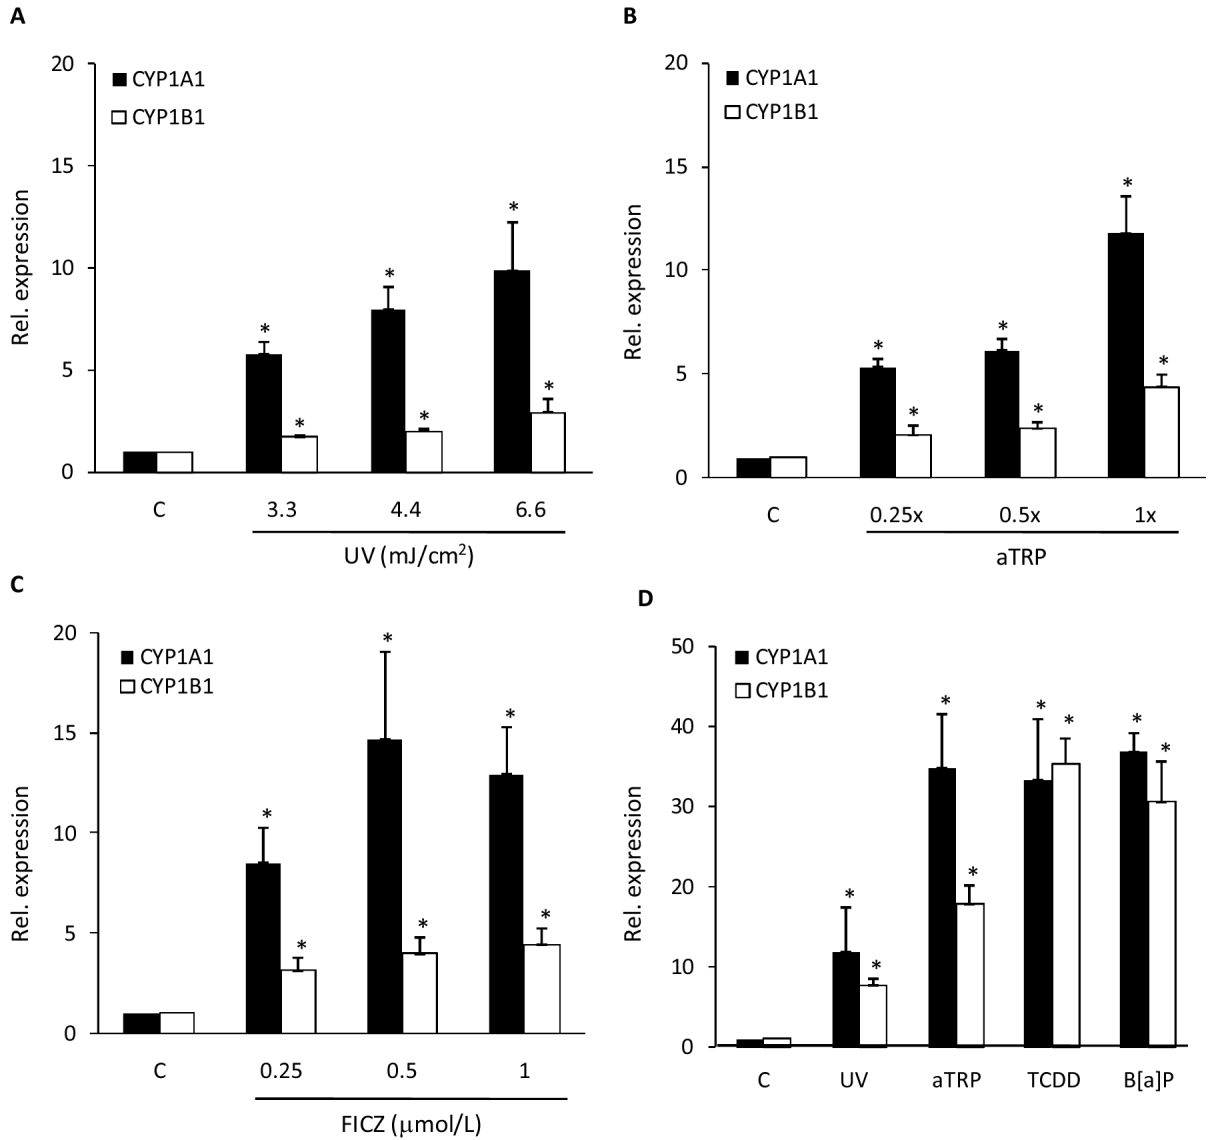 A
20
15
10
5
0
Rel. expression
CYP1A1
CYP1B1
*
*
*
*
*
*
C
3.3
4.4
6.6
UV (mJ/cm²)
B
20
15
10
5
0
Rel. expression
CYP1A1
CYP1B1
*
*
*
*
*
*
C
0.25x
0.5x
1x
aTRP
C
20
15
10
5
0
Rel. expression
CYP1A1
CYP1B1
*
*
*
*
*
*
C
0.25
0.5
1
FICZ (μmol/L)
D
50
40
30
20
10
0
Rel. expression
CYP1A1
CYP1B1
*
*
*
*
*
*
*
*
C
UV
aTRP
TCDD
B[a]P